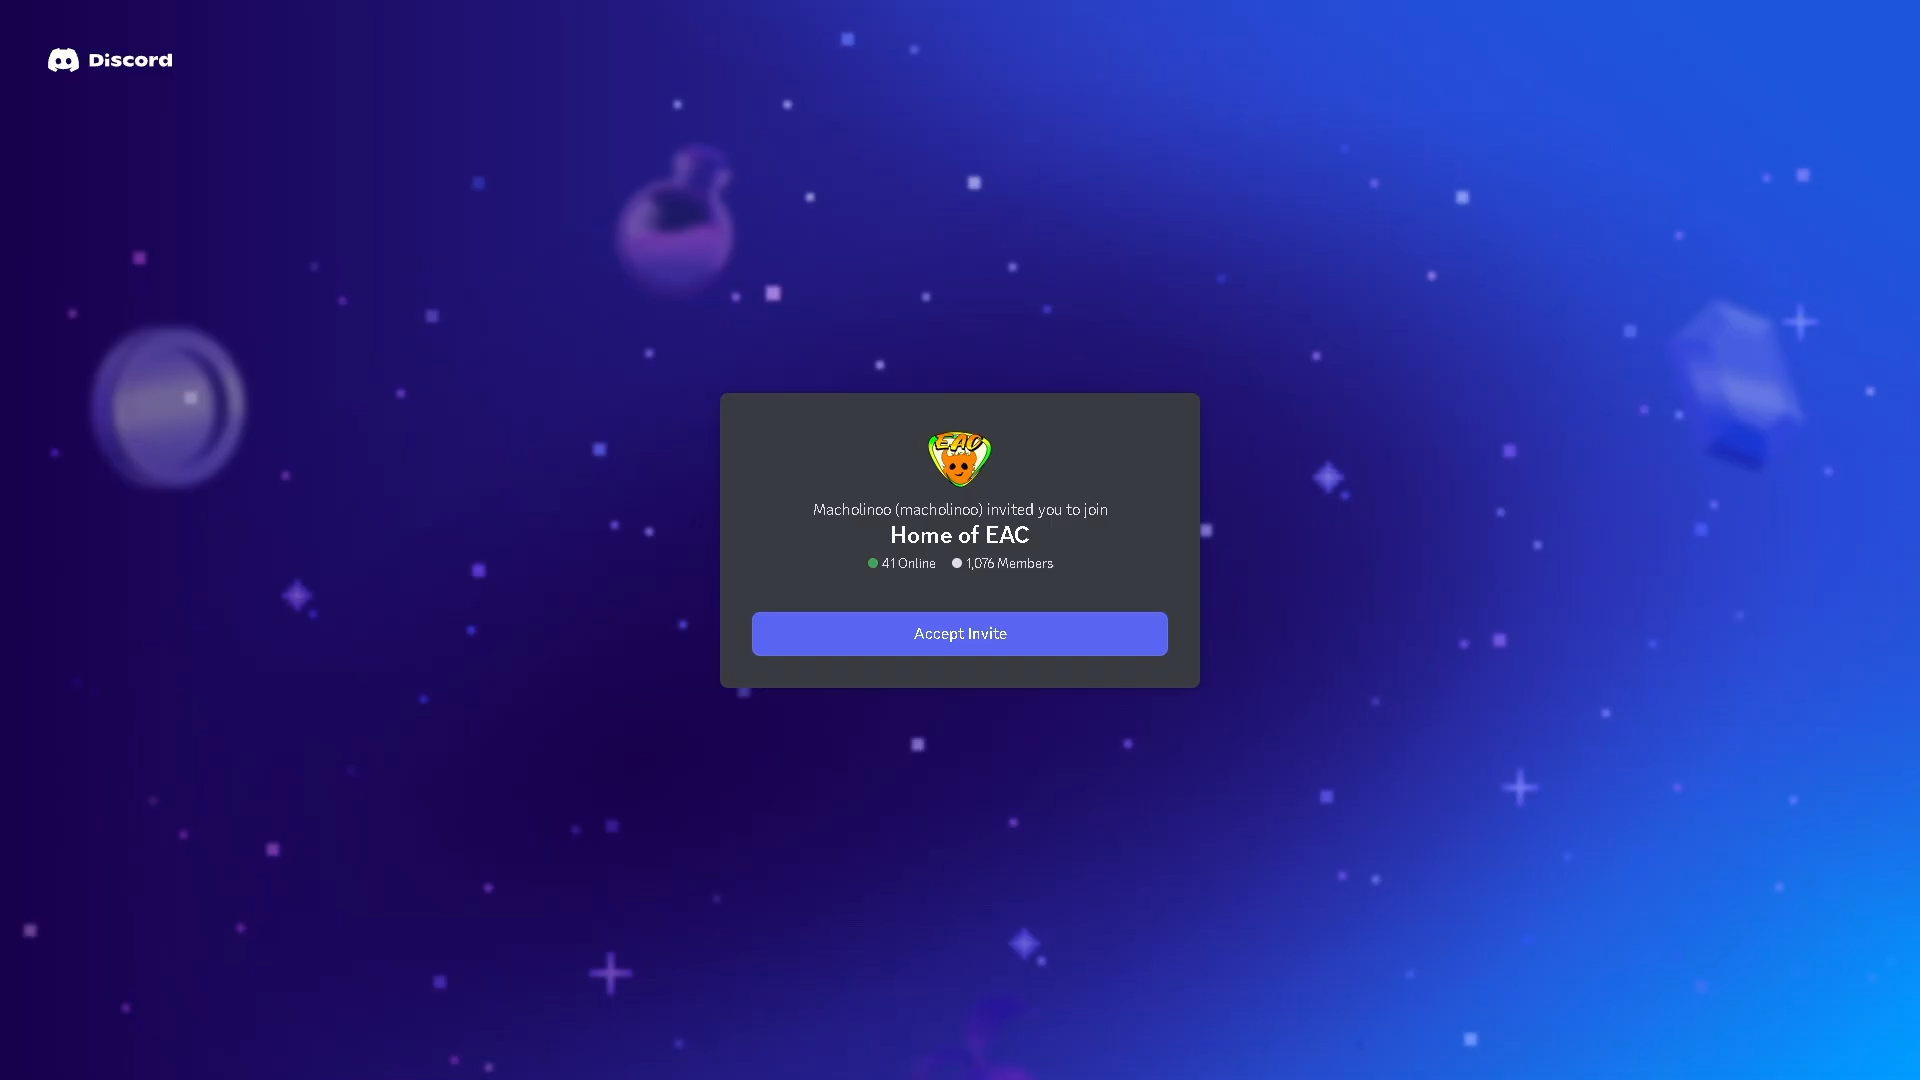 Discord
EAC
Macholinoo (macholinoo) invited you to join
Home of EAC
41 Online 1,076 Members
Accept Invite